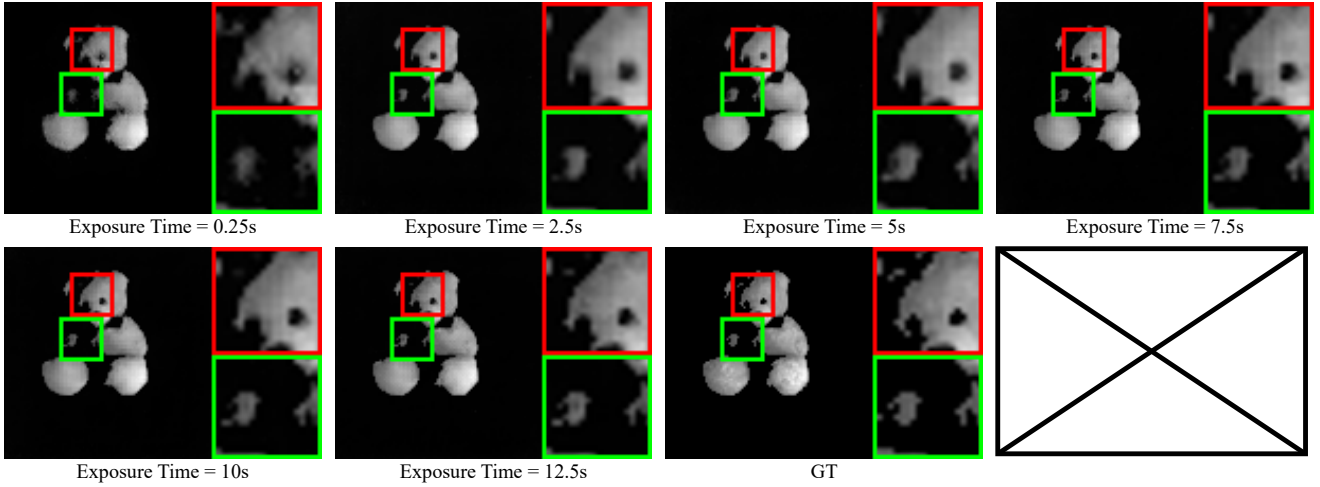 Exposure Time = 0.25s
Exposure Time = 2.5s
Exposure Time = 5s
Exposure Time = 7.5s
Exposure Time = 10s
Exposure Time = 12.5s
GT